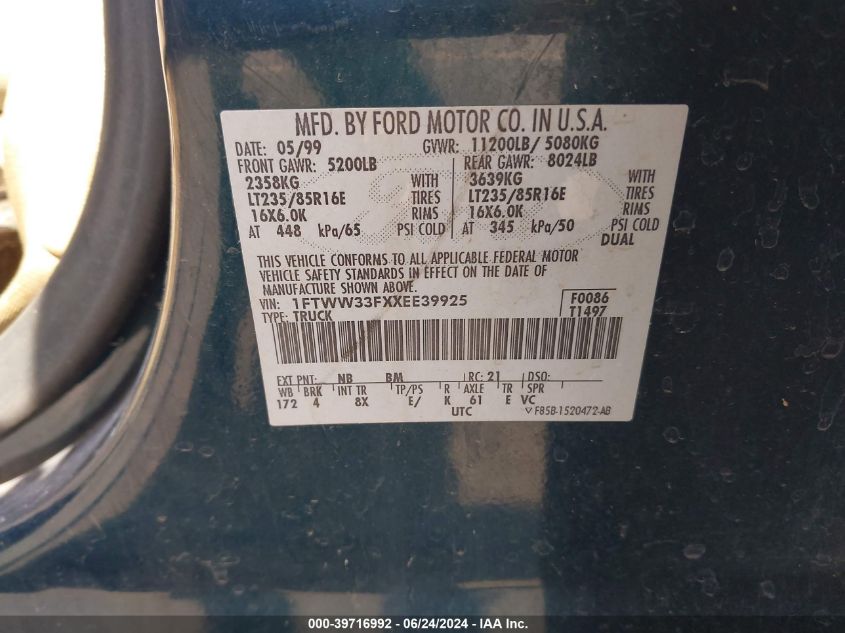 MFD. BY FORD MOTOR CO. IN U.S.A.
DATE: 05/99 GVWR: 11200LB/ 5080KG
FRONT GAWR: 5200LB REAR GAWR: 8024LB
2358KG WITH 3639KG WITH
LT235/85R16E TIRES LT235/85R16E TIRES
16X6.0K RIMS 16X6.0K RIMS
AT 448 kPa/65 PSI COLD AT 345 kPa/50 PSI COLD
DUAL
THIS VEHICLE CONFORMS TO ALL APPLICABLE FEDERAL MOTOR
VEHICLE SAFETY STANDARDS IN EFFECT ON THE DATE OF
MANUFACTURE SHOWN ABOVE.
VIN: 1FTWW33FXXEE39925 F0086
TYPE: TRUCK T1497
EXT PNT: NB BM RC: 21 DSO:
WB BRK INT TR TP/PS R AXLE TR SPR
172 4 8X E/ K 61 E VC
UTC F85B-1520472-AB
000-39716992 - 06/24/2024 - IAAI.com.